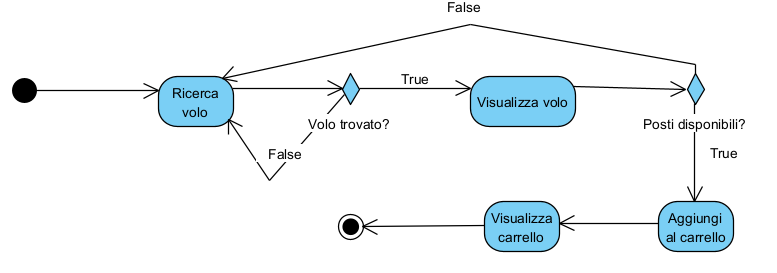 False
Ricerca
volo
True
Visualizza volo
Volo trovato?
Posti disponibili?
False
True
Visualizza
carrello
Aggiungi
al carrello